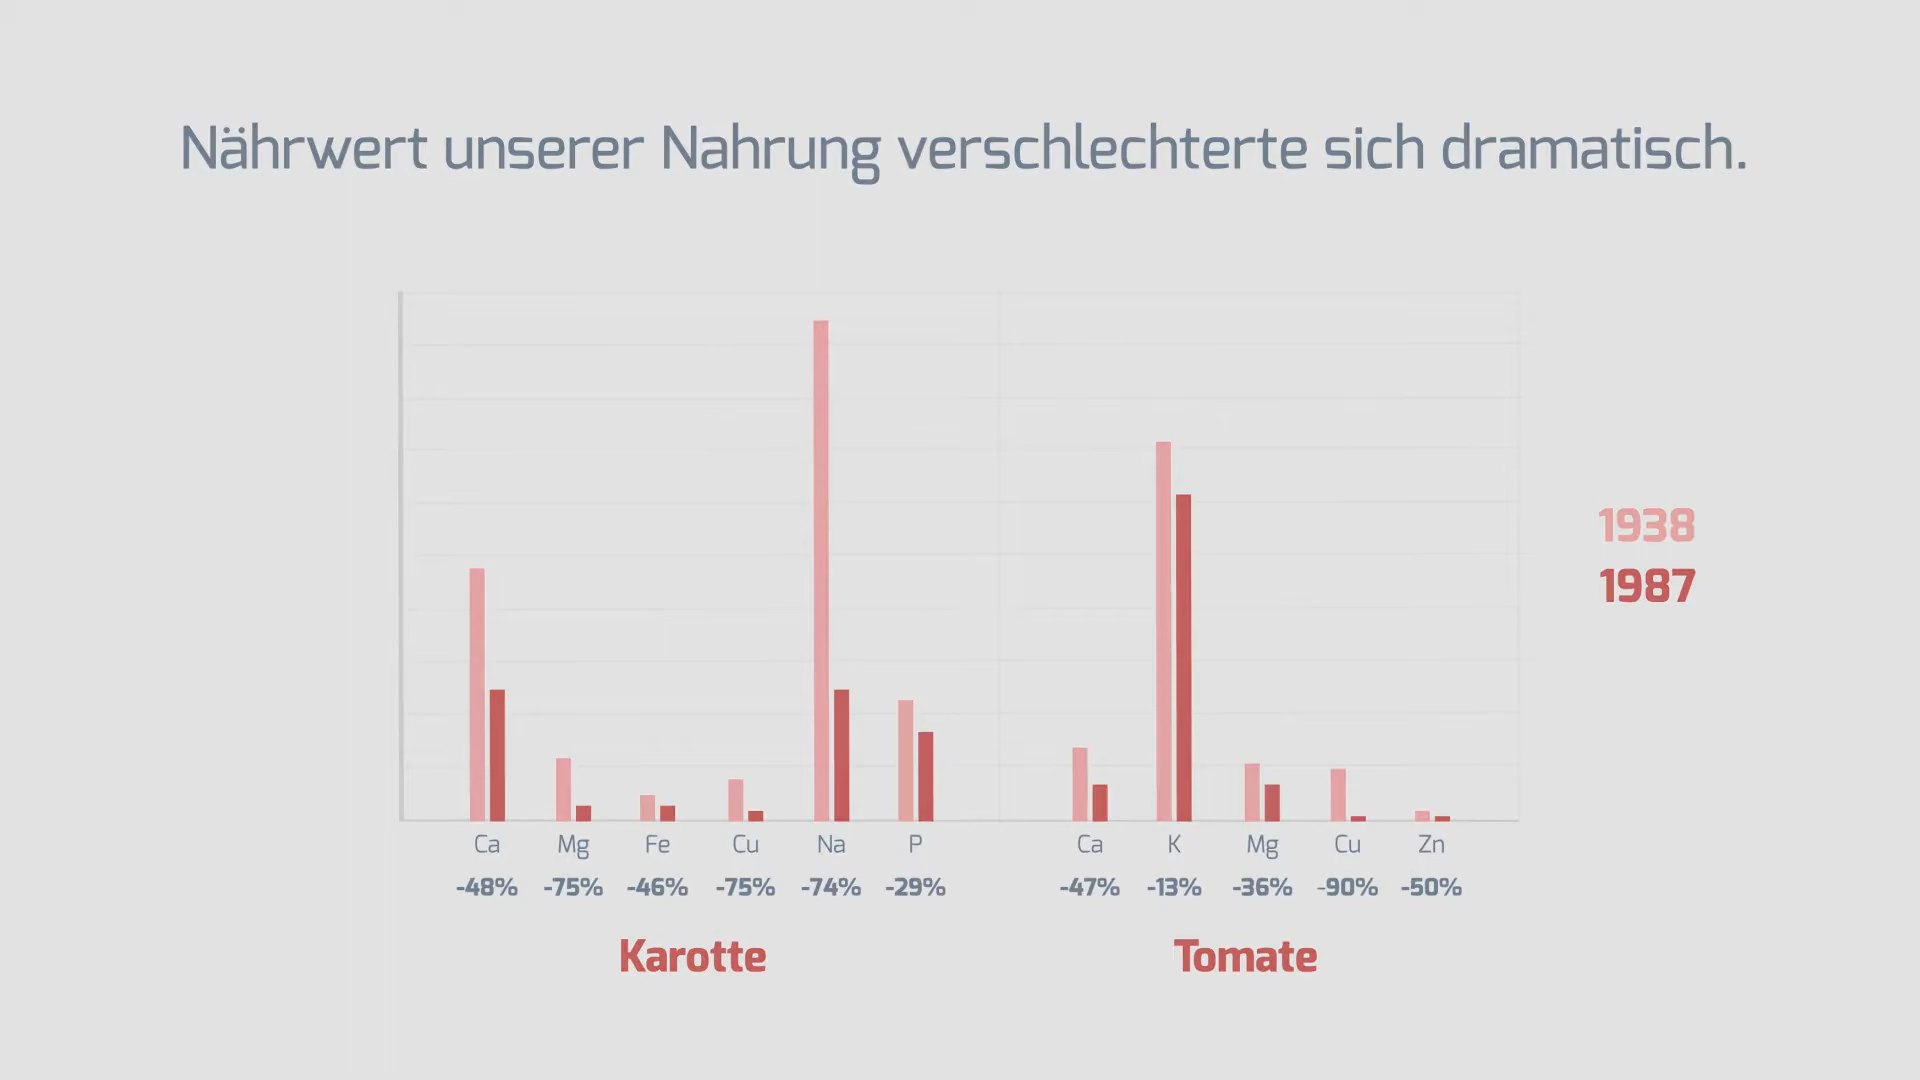 Nährwert unserer Nahrung verschlechterte sich dramatisch.
1938
1987
Ca Mg Fe Cu Na P Ca K Mg Cu Zn
-48% -75% -46% -75% -74% -29% -47% -13% -36% -90% -50%
Karotte Tomate